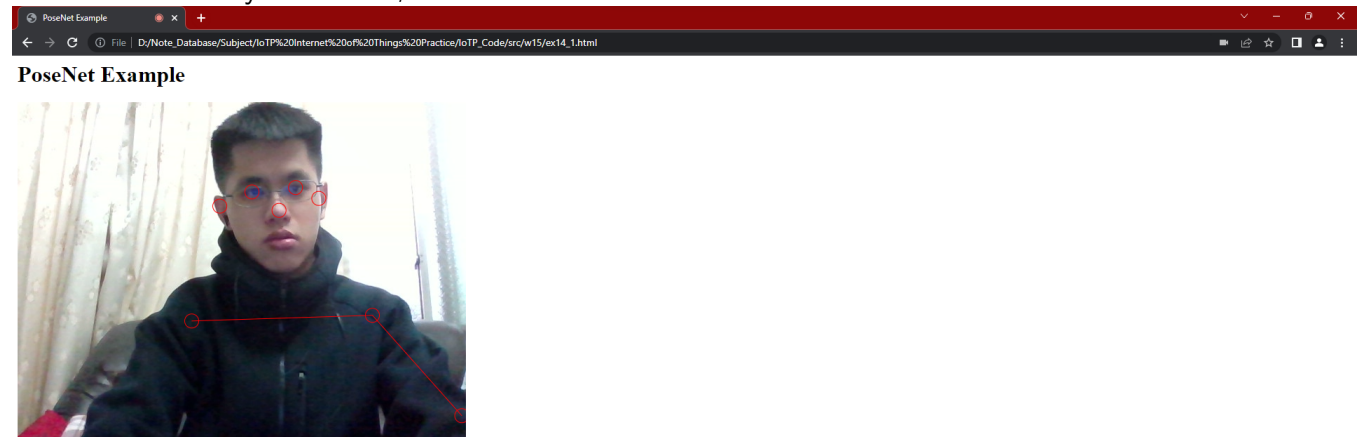 PoseNet Example
File D:/Note_Database/Subject/IoTP%20Internet%20of%20Things%20Practice/IoTP_Code/src/w15/ex14_1.html
PoseNet Example